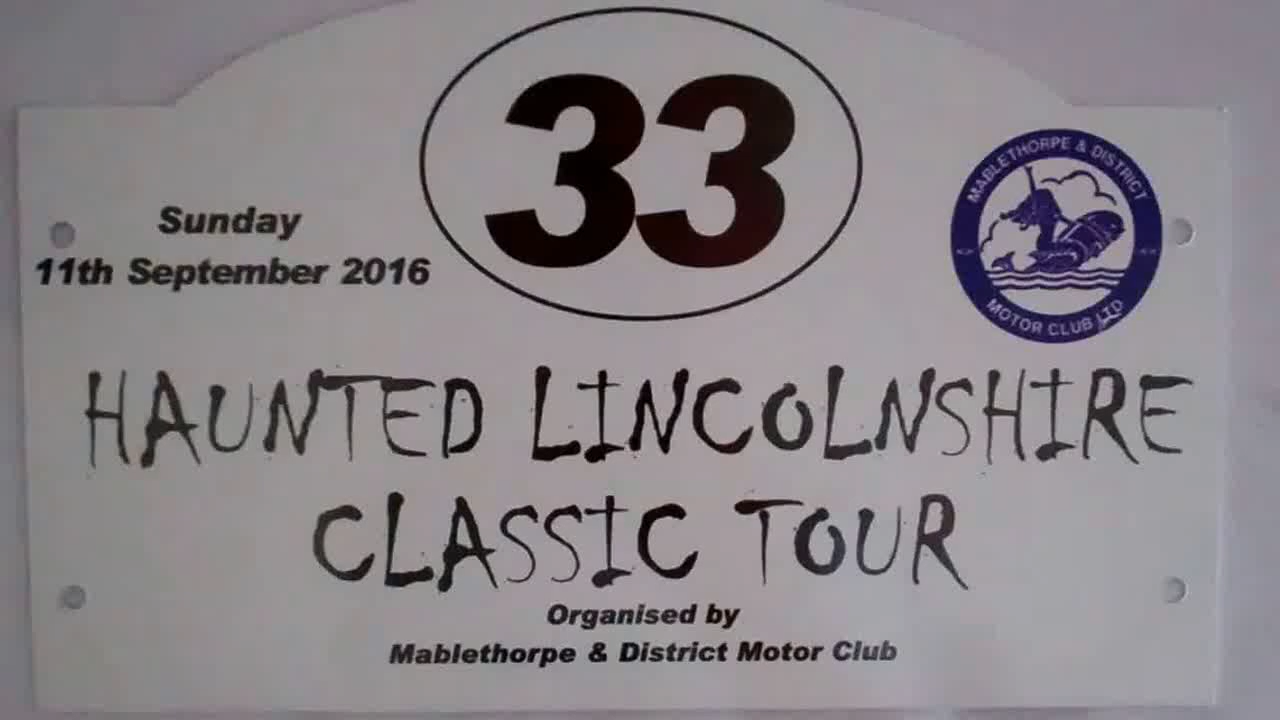 33
Sunday
11th September 2016
MABLETHORPE & DISTRICT
MOTOR CLUB LTD
HAUNTED LINCOLNSHIRE
CLASSIC TOUR
Organised by
Mablethorpe & District Motor Club